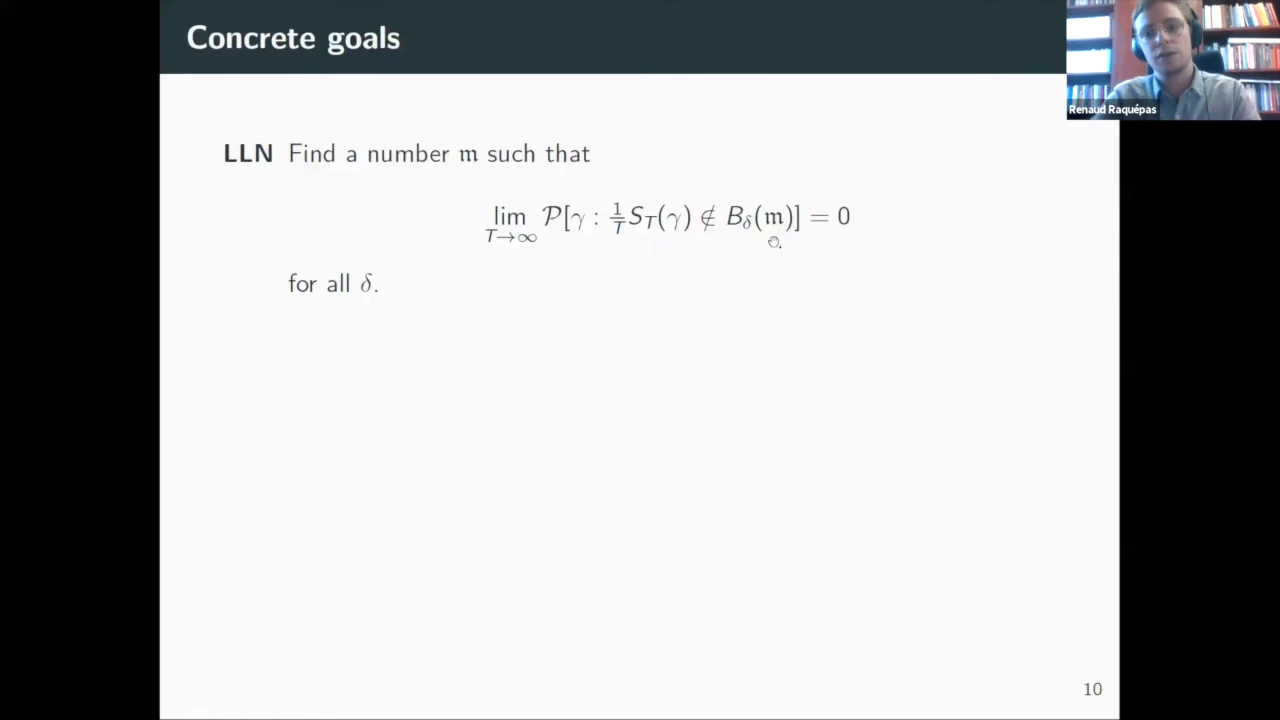 Concrete goals
Renaud Raquépas
LLN Find a number 𝔪 such that
lim_{T→∞} 𝒫[γ : 1/T S_T(γ) ∉ B_δ(𝔪)] = 0
for all δ.
10